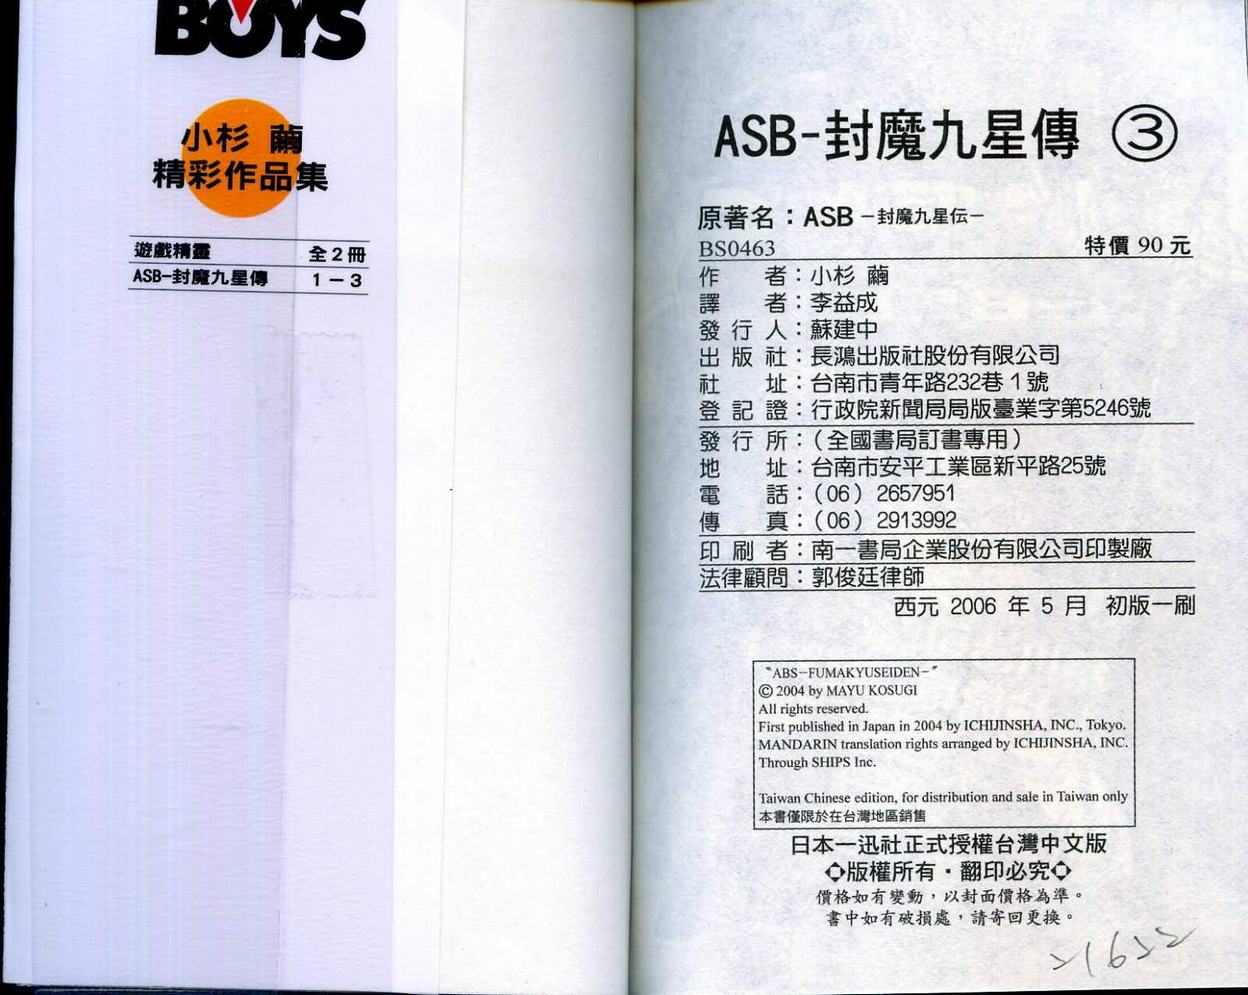 BOYS
小杉 繭
精彩作品集
遊戲精靈 全2冊
ASB-封魔九星傳 1－3
ASB-封魔九星傳 ③
原著名：ASB －封魔九星伝－
BS0463 特價 90 元
作者：小杉 繭
譯者：李益成
發行人：蘇建中
出版社：長鴻出版社股份有限公司
社址：台南市青年路232巷1號
登記證：行政院新聞局局版臺業字第5246號
發行所：（全國書局訂書專用）
地址：台南市安平工業區新平路25號
電話：（06）2657951
傳真：（06）2913992
印刷者：南一書局企業股份有限公司印製廠
法律顧問：郭俊廷律師
西元 2006 年 5 月 初版一刷
〝ABS－FUMAKYUSEIDEN－〞
© 2004 by MAYU KOSUGI
All rights reserved.
First published in Japan in 2004 by ICHIJINSHA, INC., Tokyo.
MANDARIN translation rights arranged by ICHIJINSHA, INC.
Through SHIPS Inc.
Taiwan Chinese edition, for distribution and sale in Taiwan only
本書僅限於在台灣地區銷售
日本一迅社正式授權台灣中文版
◇版權所有・翻印必究◇
價格如有變動，以封面價格為準。
書中如有破損處，請寄回更換。